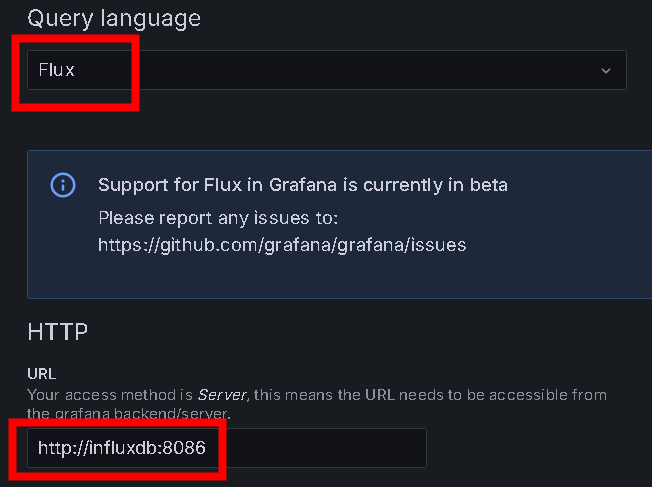 Query language
Flux
Support for Flux in Grafana is currently in beta
Please report any issues to:
https://github.com/grafana/grafana/issues
HTTP
URL
Your access method is Server, this means the URL needs to be accessible from
the grafana backend/server.
http://influxdb:8086